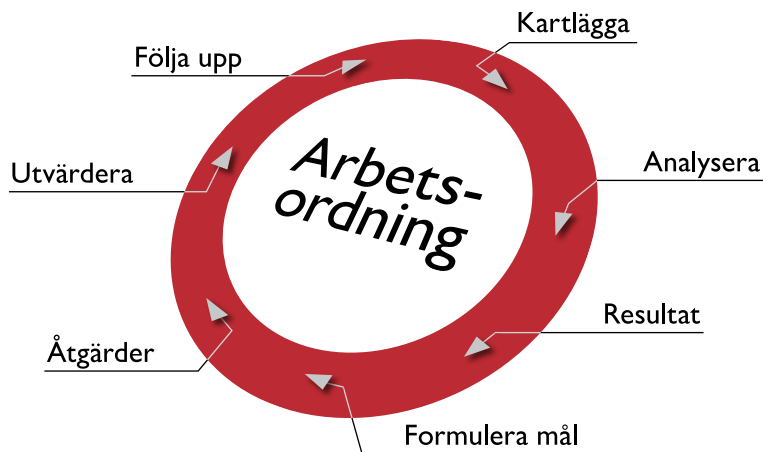 Kartlägga
Följa upp
Arbets-
ordning
Analysera
Utvärdera
Resultat
Åtgärder
Formulera mål